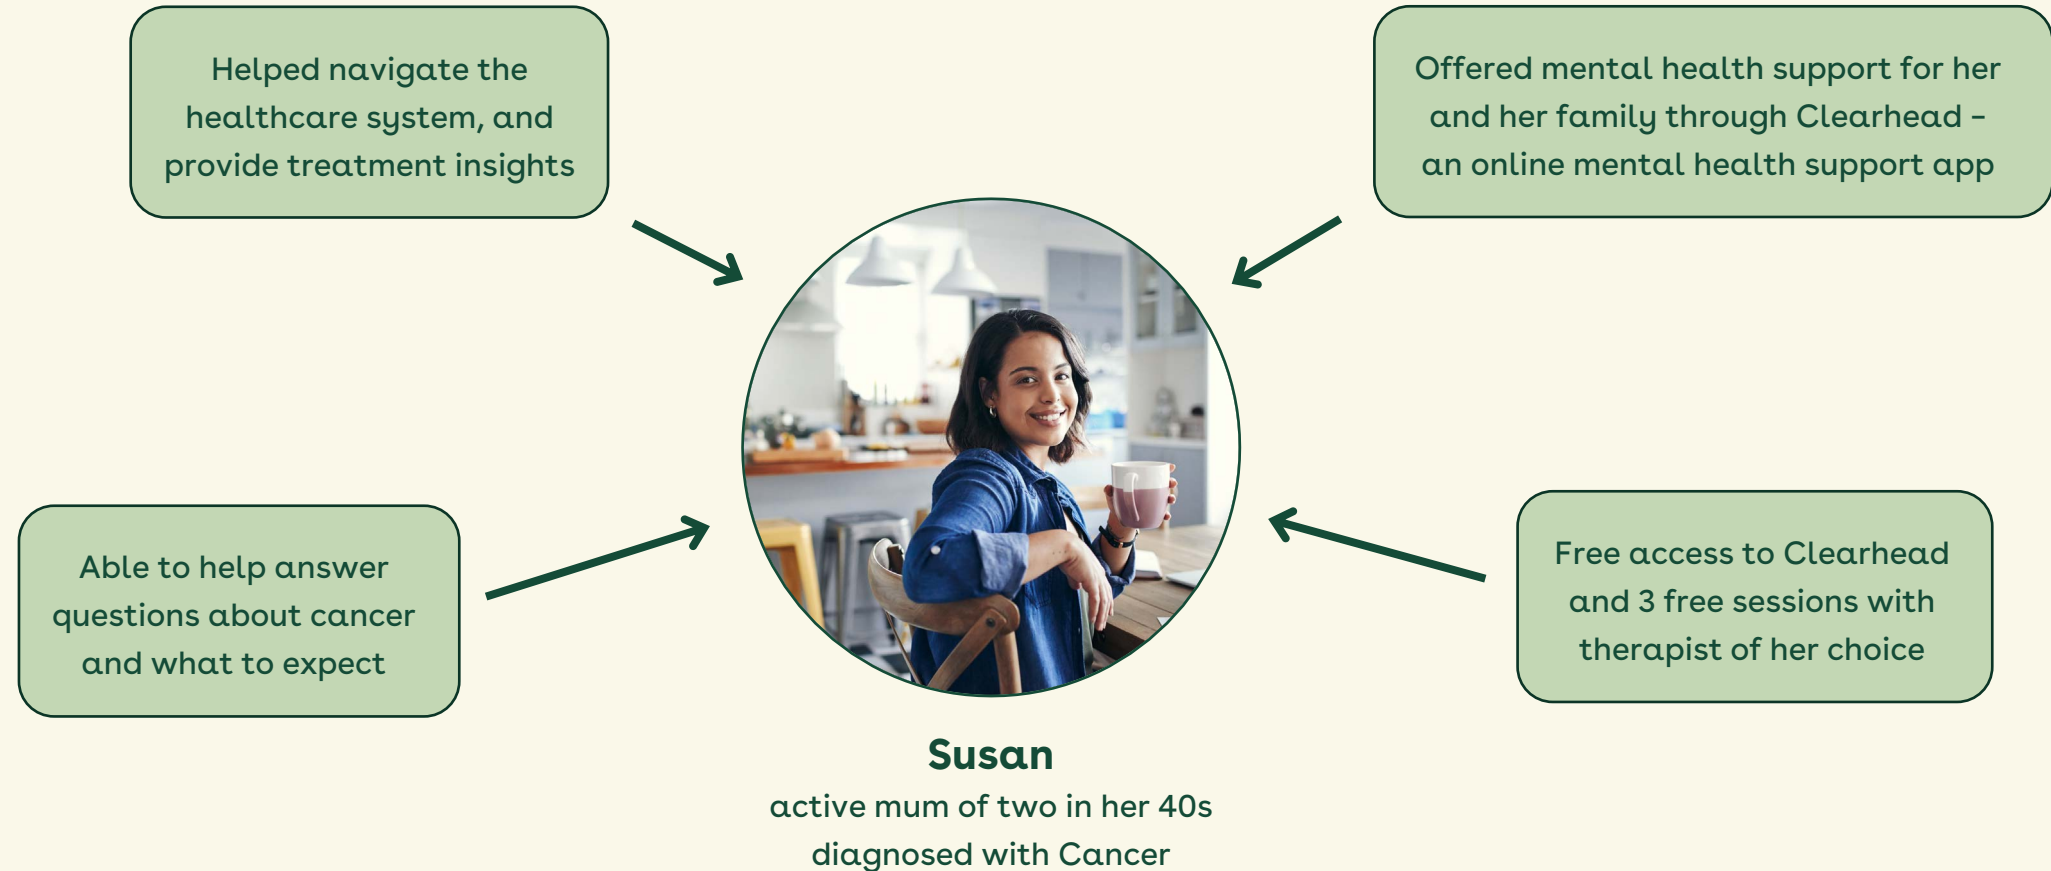 Helped navigate the
healthcare system, and
provide treatment insights
Offered mental health support for her
and her family through Clearhead –
an online mental health support app
Able to help answer
questions about cancer
and what to expect
Free access to Clearhead
and 3 free sessions with
therapist of her choice
Susan
active mum of two in her 40s
diagnosed with Cancer